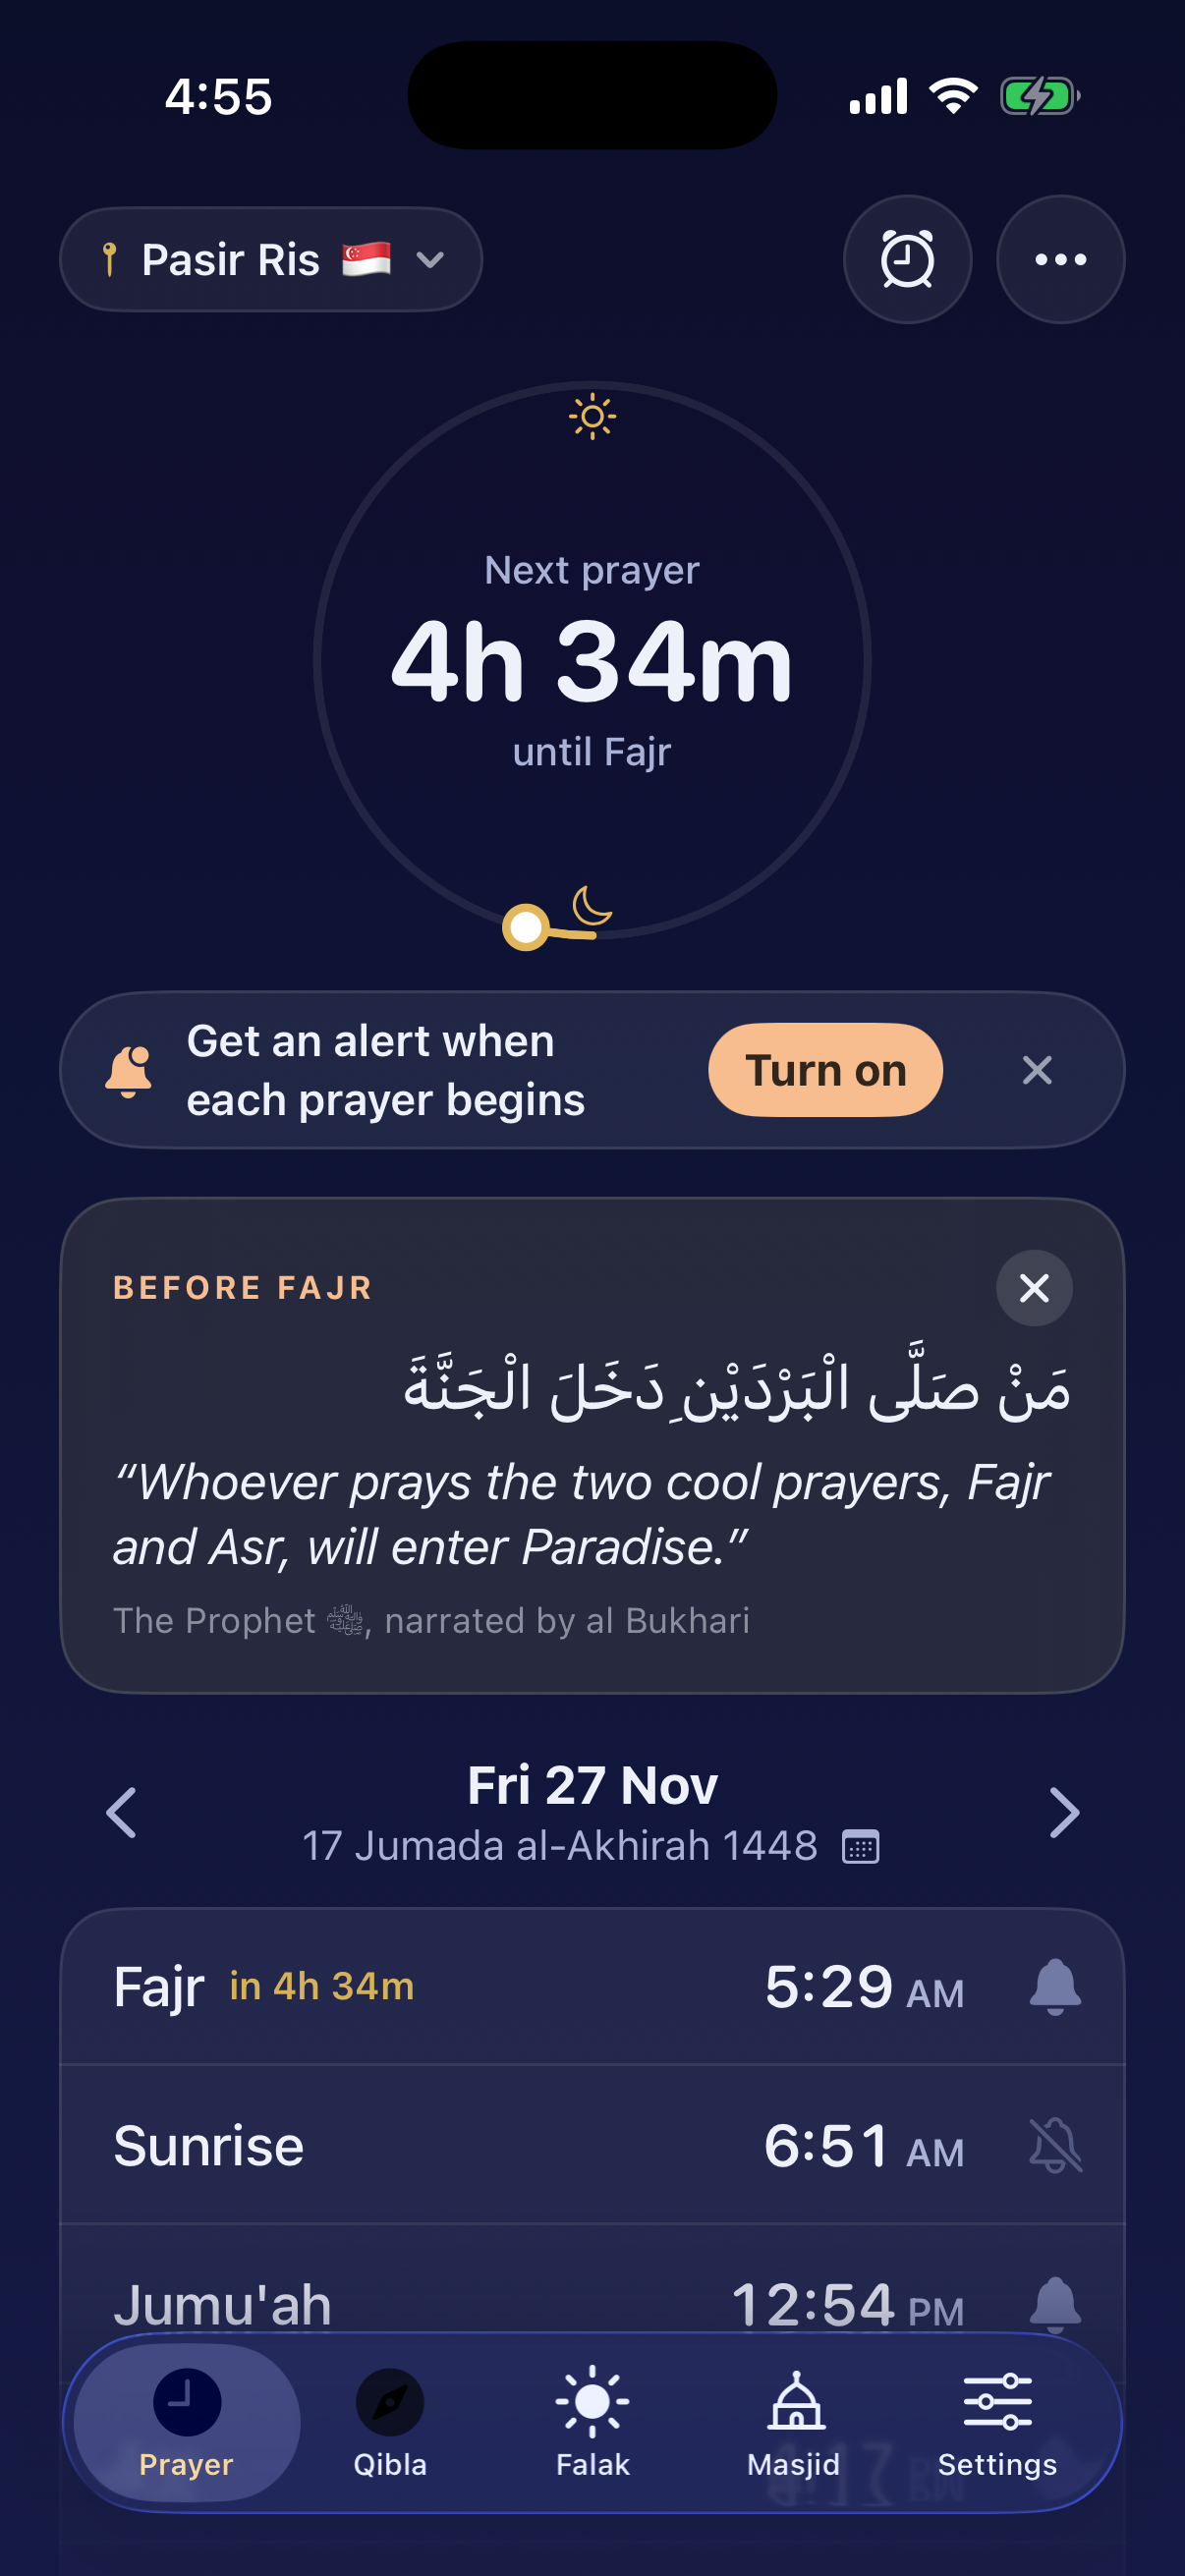 4:55
Pasir Ris 🇸🇬
Next prayer
4h 34m
until Fajr
Get an alert when
each prayer begins
Turn on
BEFORE FAJR
مَنْ صَلَّى الْبَرْدَيْنِ دَخَلَ الْجَنَّةَ
“Whoever prays the two cool prayers, Fajr
and Asr, will enter Paradise.”
The Prophet ﷺ, narrated by al Bukhari
Fri 27 Nov
17 Jumada al-Akhirah 1448
Fajr in 4h 34m 5:29 AM
Sunrise 6:51 AM
Jumu'ah 12:54 PM
Prayer Qibla Falak Masjid Settings